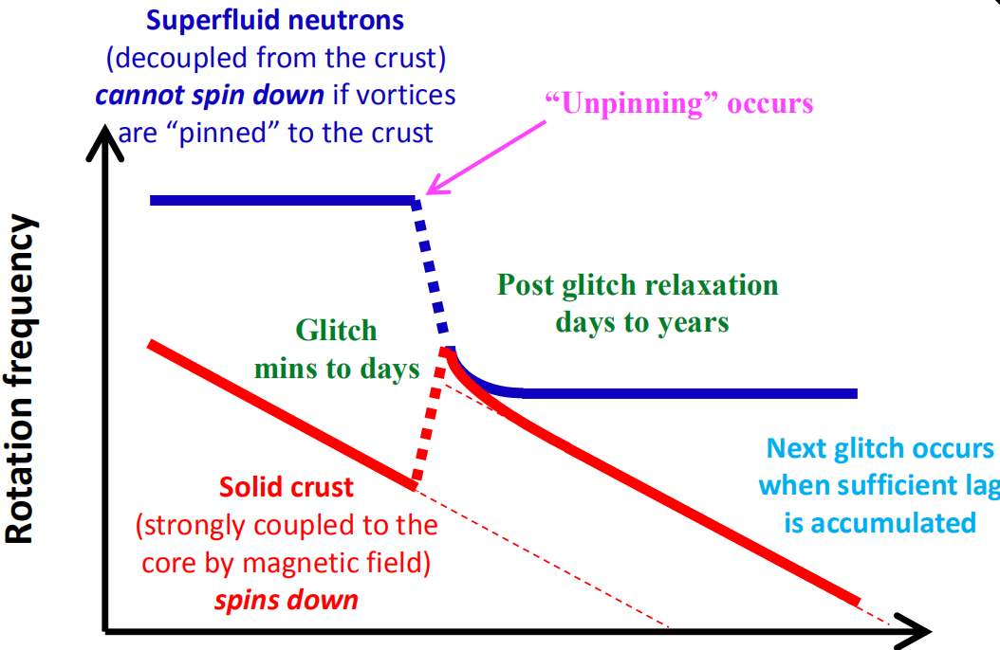 Superfluid neutrons
(decoupled from the crust)
cannot spin down if vortices
are “pinned” to the crust
“Unpinning” occurs
Rotation frequency
Post glitch relaxation
days to years
Glitch
mins to days
Next glitch occurs
when sufficient lag
is accumulated
Solid crust
(strongly coupled to the
core by magnetic field)
spins down